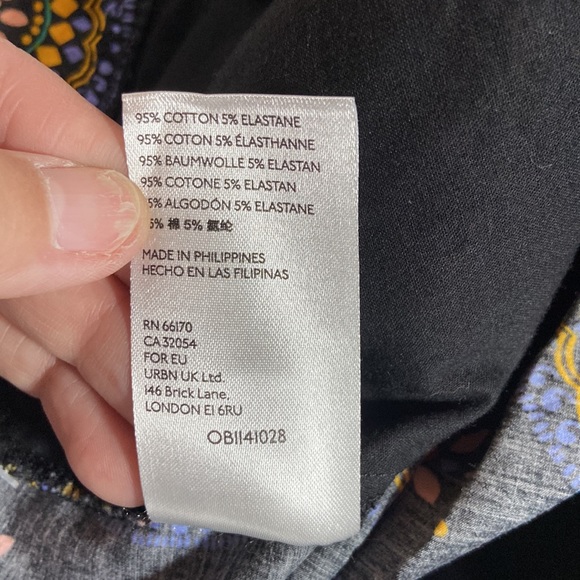 95% COTTON 5% ELASTANE
95% COTON 5% ÉLASTHANNE
95% BAUMWOLLE 5% ELASTAN
95% COTONE 5% ELASTAN
5% ALGODÓN 5% ELASTANE
5% 棉 5% 氨纶
MADE IN PHILIPPINES
HECHO EN LAS FILIPINAS
RN 66170
CA 32054
FOR EU
URBN UK Ltd.
146 Brick Lane,
LONDON E1 6RU
OB1141028